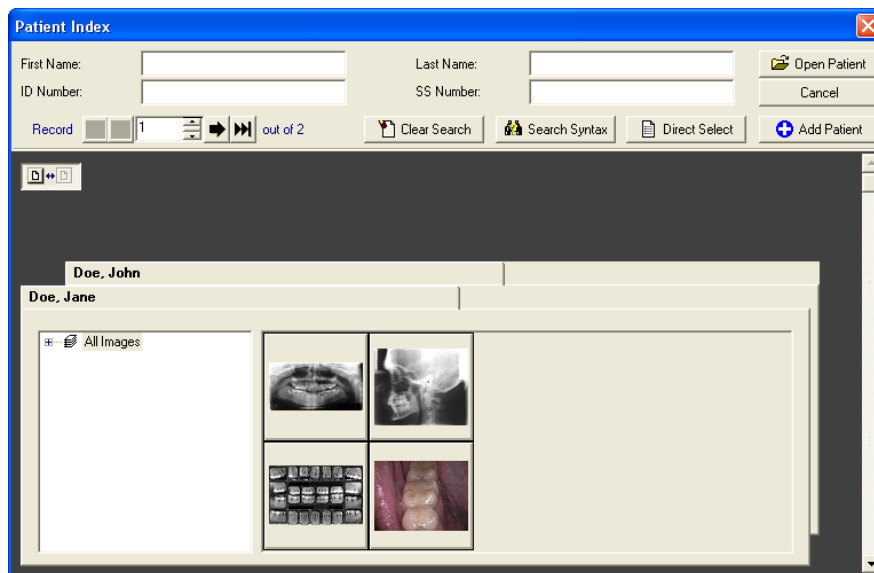 Patient Index
First Name:
Last Name:
Open Patient
ID Number:
SS Number:
Cancel
Record 1 out of 2
Clear Search
Search Syntax
Direct Select
Add Patient
Doe, John
Doe, Jane
All Images